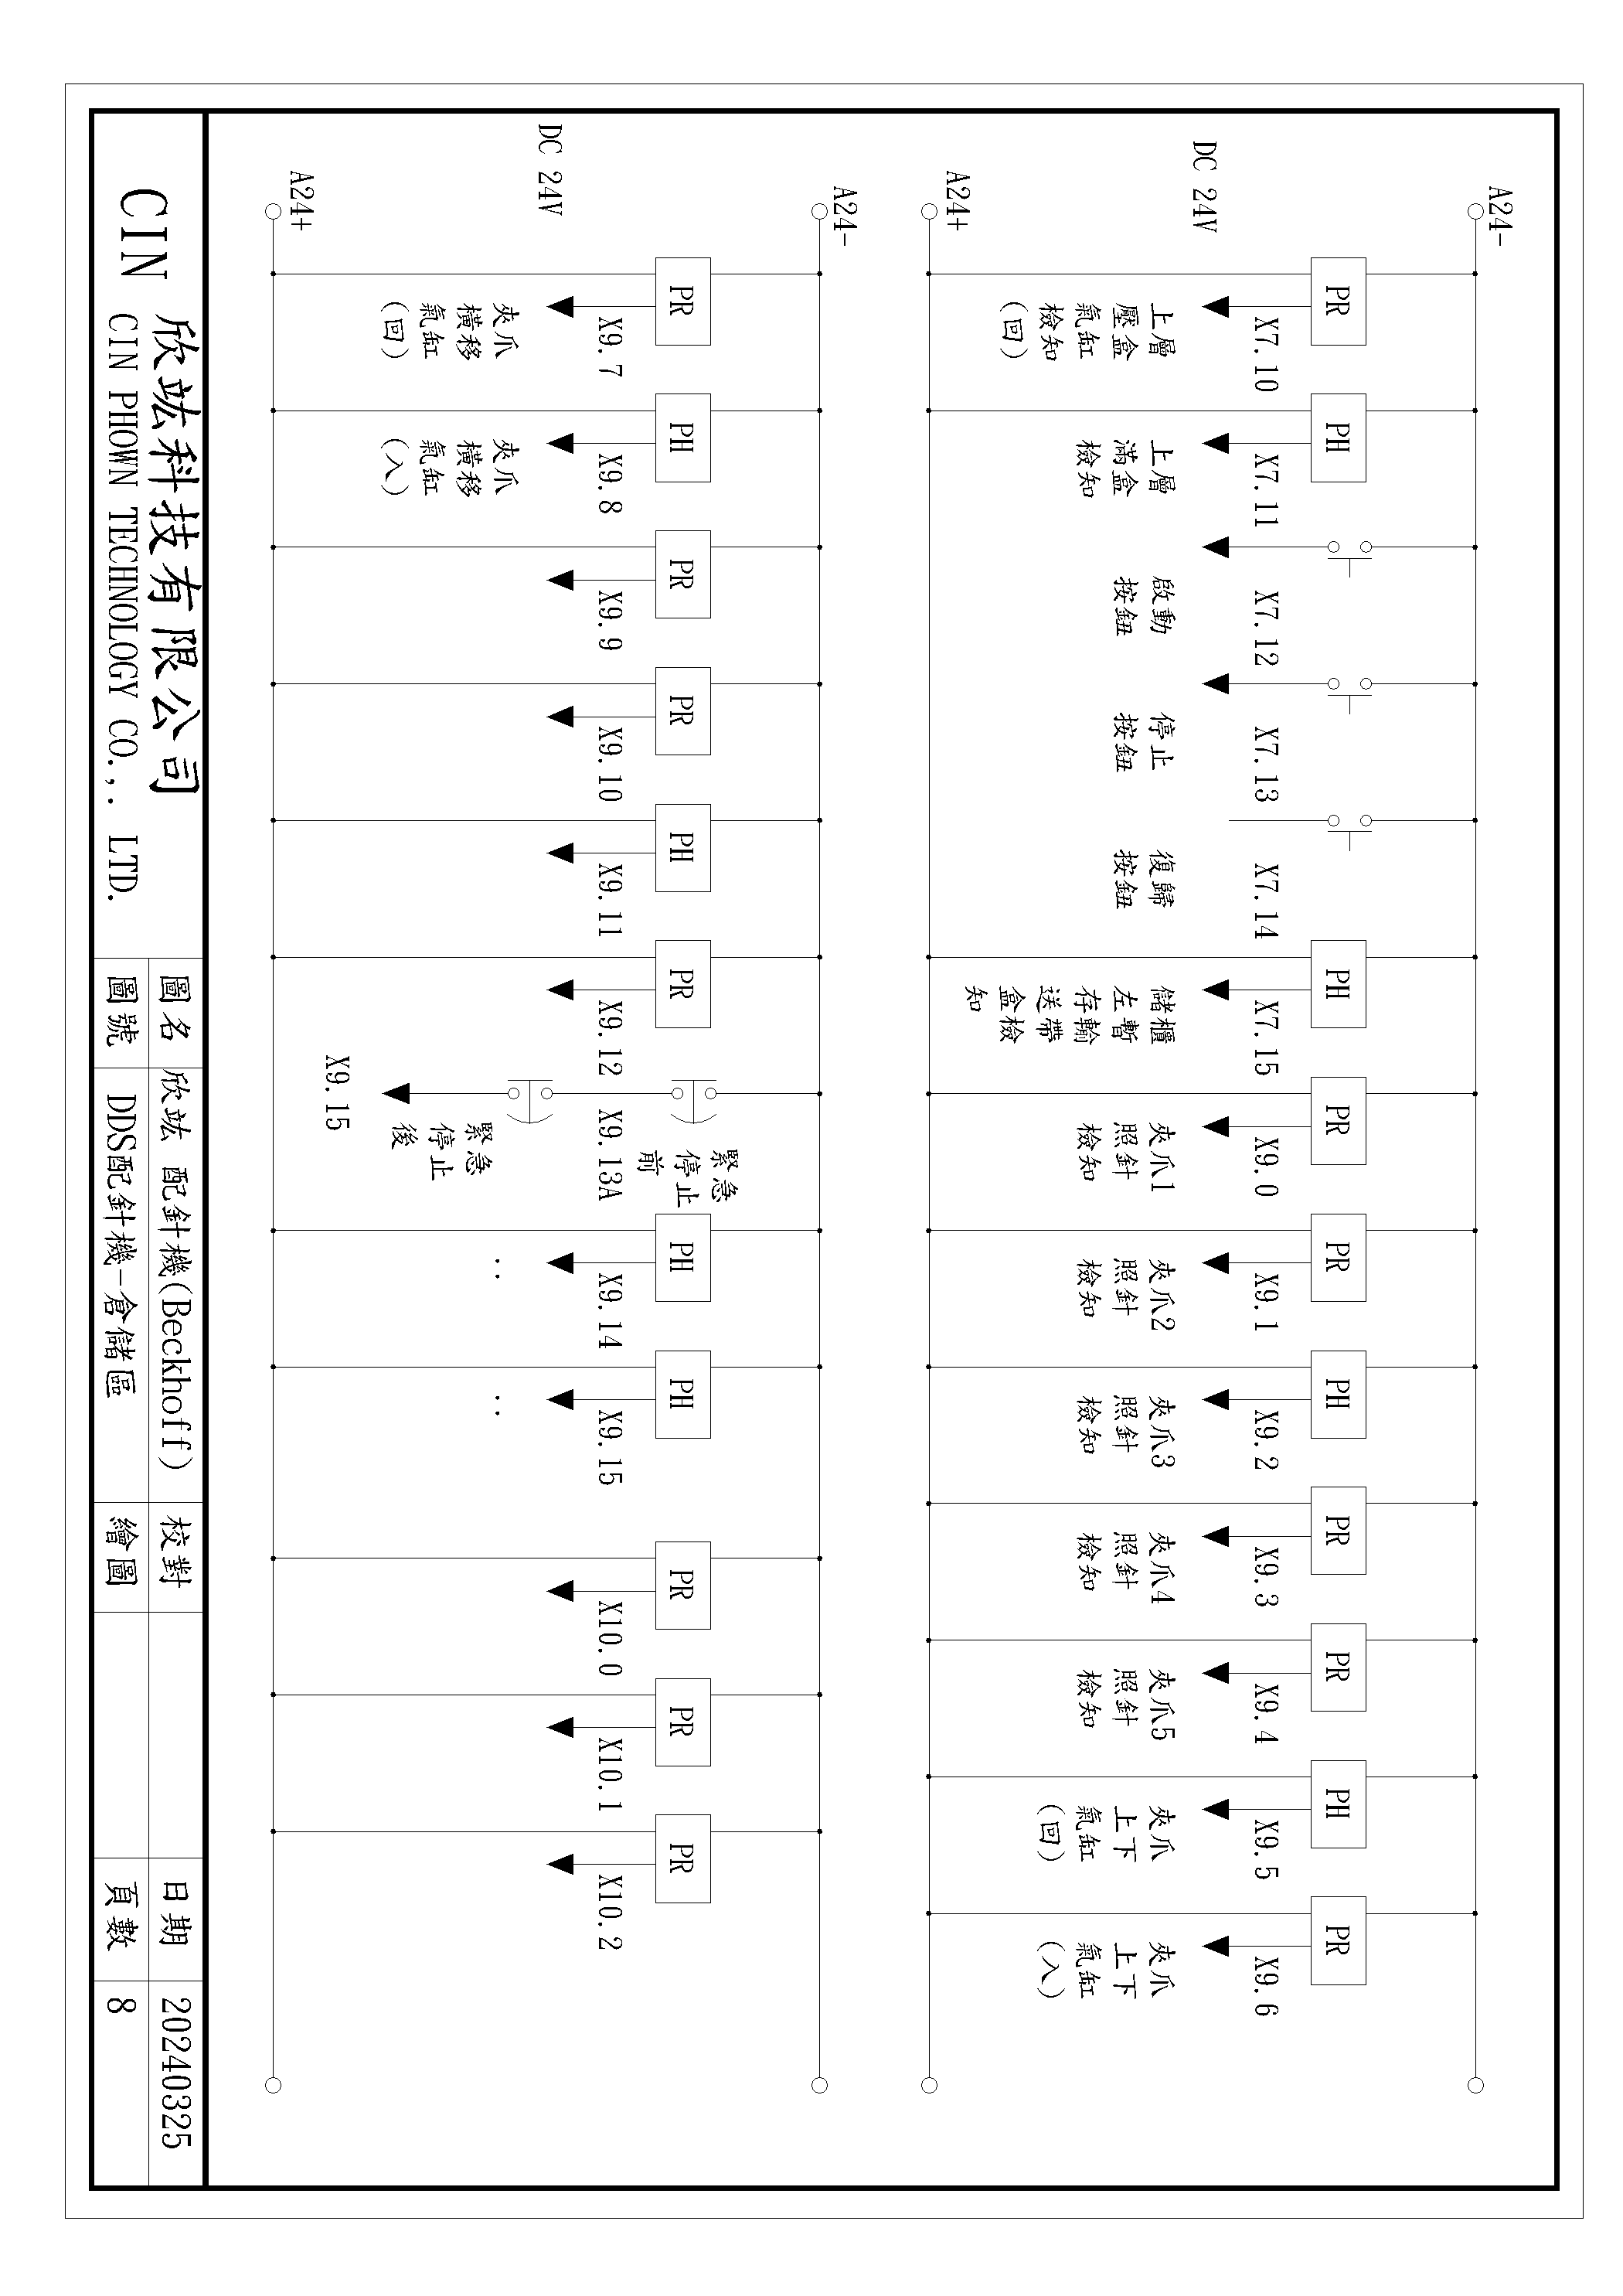 A24-
DC 24V
A24+
PR
X7.10
上層
壓盒
氣缸
檢知
(回)
PH
X7.11
上層
滿盒
檢知
X7.12
啟動
按鈕
X7.13
停止
按鈕
X7.14
復歸
按鈕
PH
X7.15
儲櫃
左暫
存輸
送帶
盒檢
知
PR
X9.0
夾爪1
照針
檢知
PR
X9.1
夾爪2
照針
檢知
PH
X9.2
夾爪3
照針
檢知
PR
X9.3
夾爪4
照針
檢知
PR
X9.4
夾爪5
照針
檢知
PH
X9.5
夾爪
上下
氣缸
(回)
PR
X9.6
夾爪
上下
氣缸
(入)
A24-
DC 24V
A24+
PR
X9.7
夾爪
橫移
氣缸
(回)
PH
X9.8
夾爪
橫移
氣缸
(入)
PR
X9.9
PR
X9.10
PH
X9.11
PR
X9.12
緊急
停止
前
X9.13A
緊急
停止
後
X9.15
PH
X9.14
..
PH
X9.15
..
PR
X10.0
PR
X10.1
PR
X10.2
CIN 欣竑科技有限公司
CIN PHOWN TECHNOLOGY CO.,. LTD.
圖名 欣竑 配針機(Beckhoff)
圖號 DDS配針機-倉儲區
校對
繪圖
日期 20240325
頁數 8